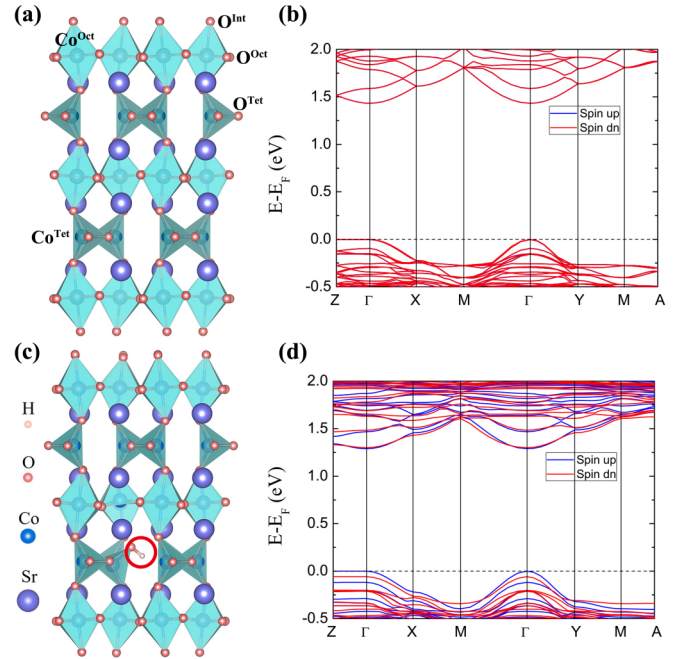 (a)
Co^Oct
O^Int
O^Oct
O^Tet
Co^Tet
(b)
2.0
1.5
1.0
0.5
0.0
-0.5
E-E_F (eV)
Spin up
Spin dn
Z Γ X M Γ Y M A
(c)
H
O
Co
Sr
(d)
2.0
1.5
1.0
0.5
0.0
-0.5
E-E_F (eV)
Spin up
Spin dn
Z Γ X M Γ Y M A